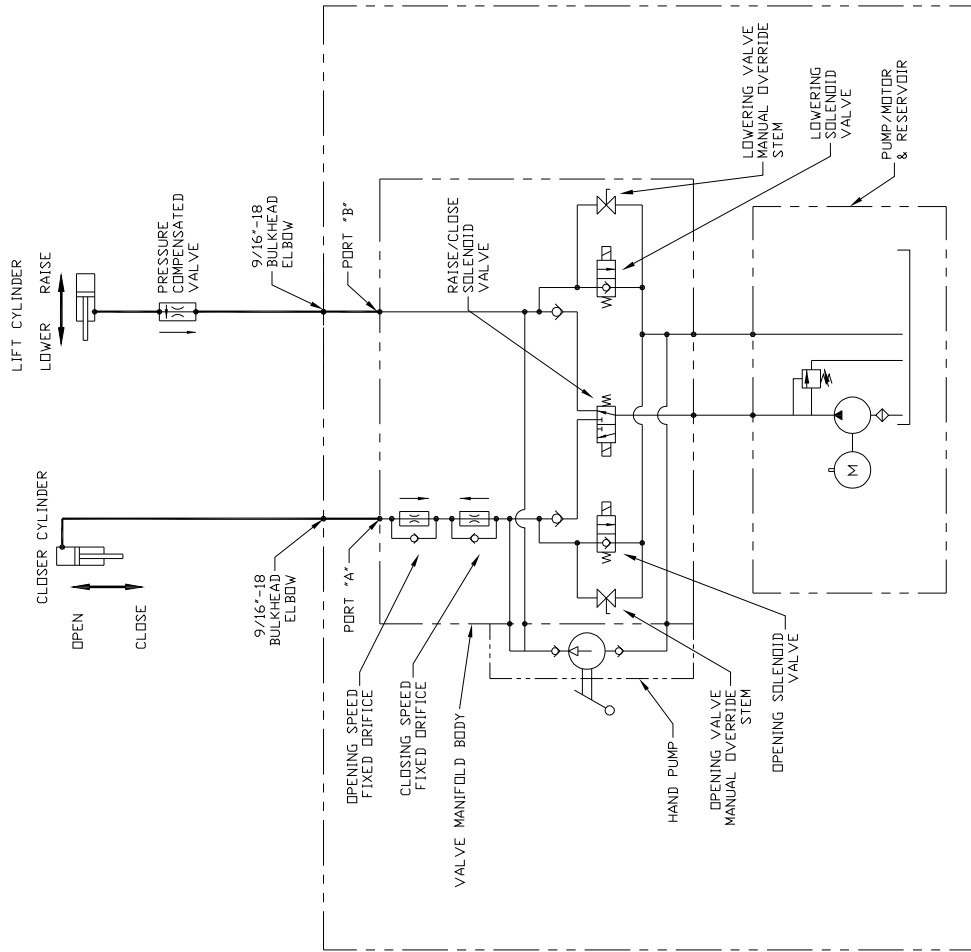 LIFT CYLINDER
LOWER RAISE
PRESSURE
COMPENSATED
VALVE
9/16"-18
BULKHEAD
ELBOW
PORT "B"
CLOSER CYLINDER
OPEN
CLOSE
9/16"-18
BULKHEAD
ELBOW
PORT "A"
OPENING SPEED
FIXED ORIFICE
CLOSING SPEED
FIXED ORIFICE
VALVE MANIFOLD BODY
RAISE/CLOSE
SOLENOID
VALVE
LOWERING VALVE
MANUAL OVERRIDE
STEM
LOWERING
SOLENOID
VALVE
PUMP/MOTOR
& RESERVOIR
HAND PUMP
OPENING VALVE
MANUAL OVERRIDE
STEM
OPENING SOLENOID
VALVE
M